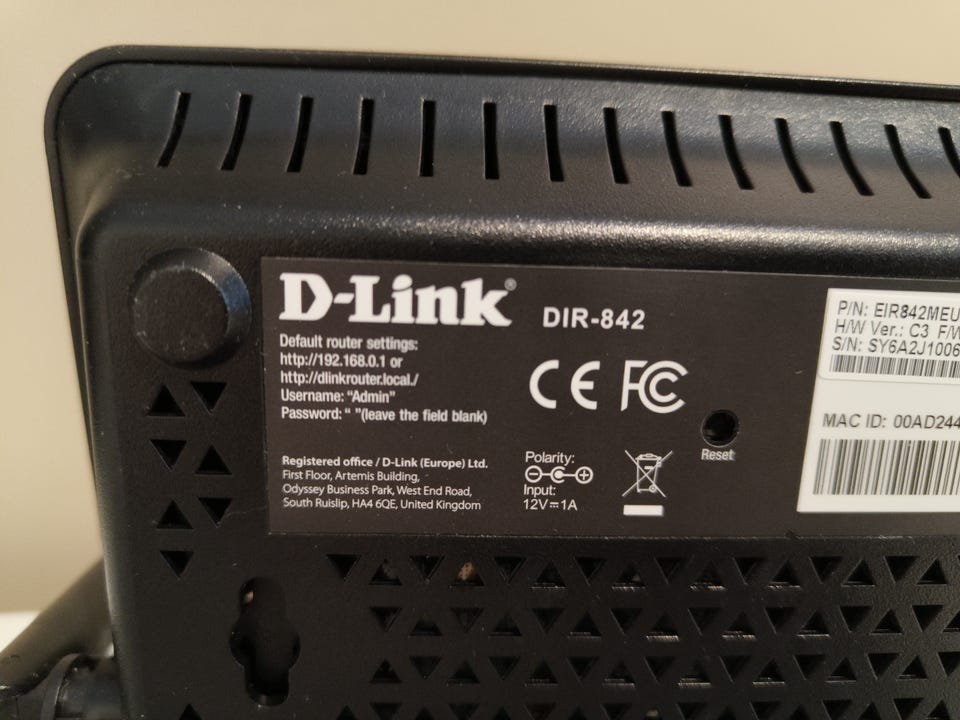 D-Link® DIR-842
Default router settings:
http://192.168.0.1 or
http://dlinkrouter.local./
Username: “Admin”
Password: “ ”(leave the field blank)
Registered office / D-Link (Europe) Ltd.
First Floor, Artemis Building,
Odyssey Business Park, West End Road,
South Ruislip, HA4 6QE, United Kingdom
CE FC
Polarity:
Input:
12V⎓1A
Reset
P/N: EIR842MEU
H/W Ver.: C3 F/W
S/N: SY6A2J1006
MAC ID: 00AD244